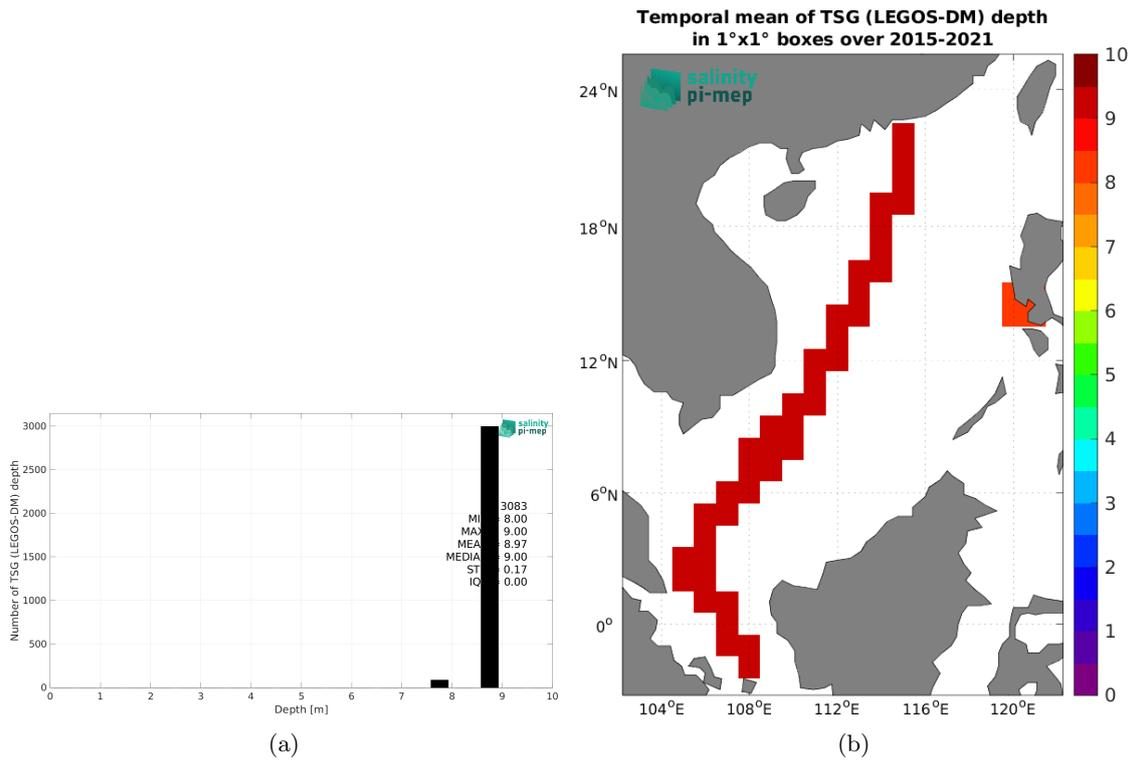 Temporal mean of TSG (LEGOS-DM) depth
in 1°x1° boxes over 2015-2021
salinity
pi-mep
24°N
18°N
12°N
6°N
0°
104°E
108°E
112°E
116°E
120°E
10
9
8
7
6
5
4
3
2
1
0
Number of TSG (LEGOS-DM) depth
3000
2500
2000
1500
1000
500
0
salinity
pi-mep
3083
8.00
9.00
8.97
9.00
0.17
0.00
0
1
2
3
4
5
6
7
8
9
10
Depth [m]
(a)
(b)